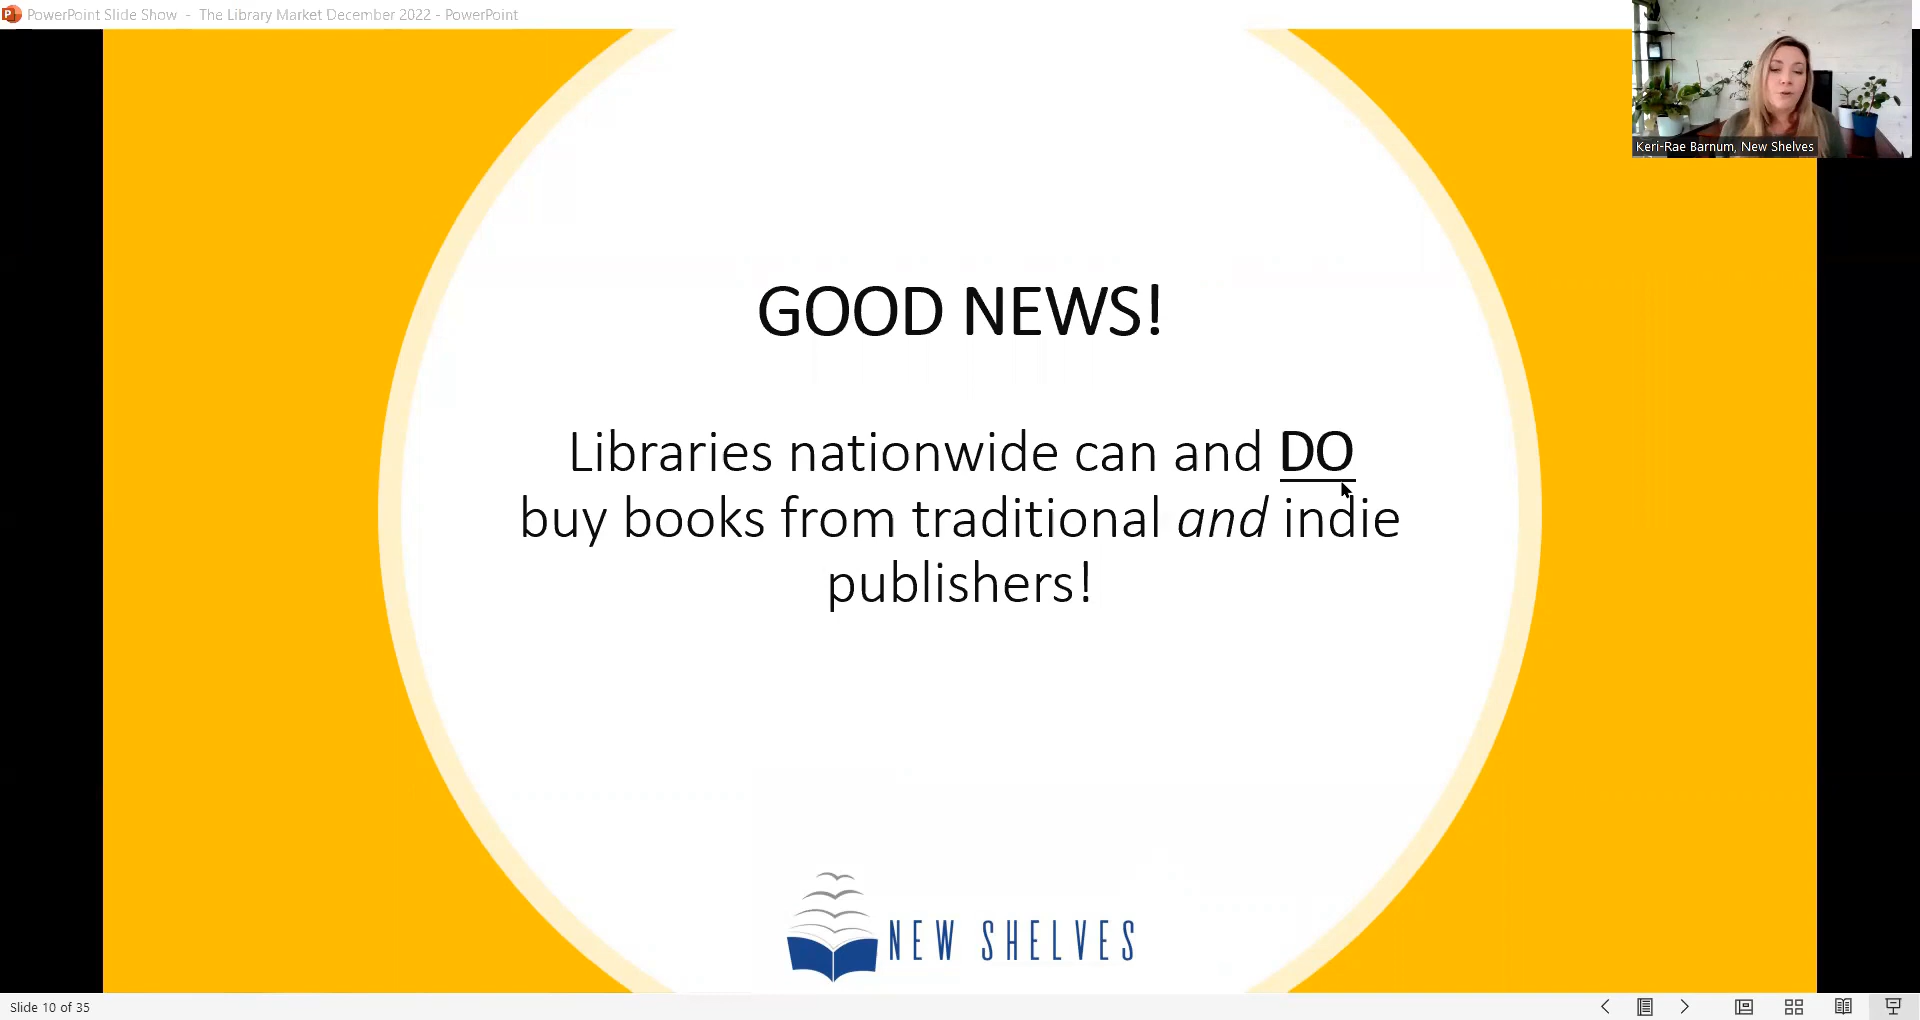 PowerPoint Slide Show - The Library Market December 2022 - PowerPoint
Keri-Rae Barnum, New Shelves
GOOD NEWS!
Libraries nationwide can and DO
buy books from traditional and indie
publishers!
NEW SHELVES
Slide 10 of 35